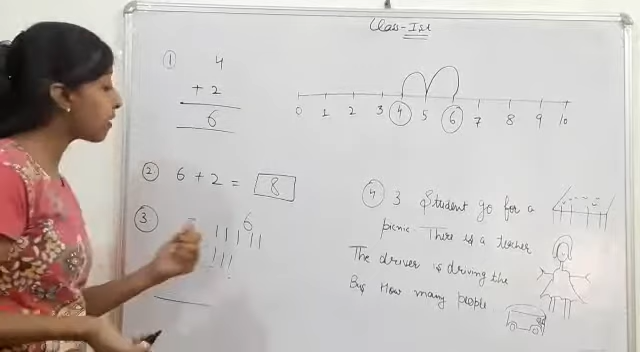 Class-Ist
① 4
+ 2
6
0 1 2 3 ④ 5 ⑥ 7 8 9 10
② 6 + 2 = 8
③ 6
④ 3 Student go for a
picnic There is a techer
The driver is driving the
Bus How many people